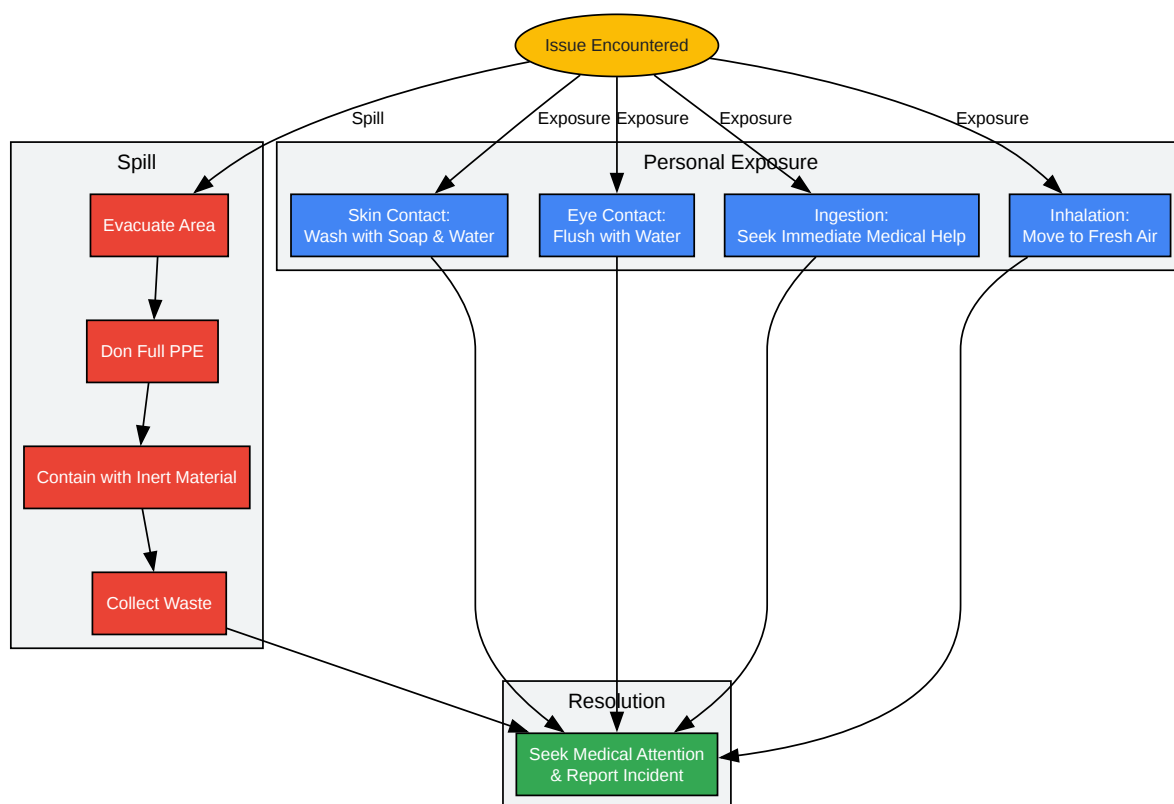 Issue Encountered
Spill
Exposure
Exposure
Exposure
Exposure
Spill
Evacuate Area
Don Full PPE
Contain with Inert Material
Collect Waste
Personal Exposure
Skin Contact:
Wash with Soap & Water
Eye Contact:
Flush with Water
Ingestion:
Seek Immediate Medical Help
Inhalation:
Move to Fresh Air
Resolution
Seek Medical Attention
& Report Incident